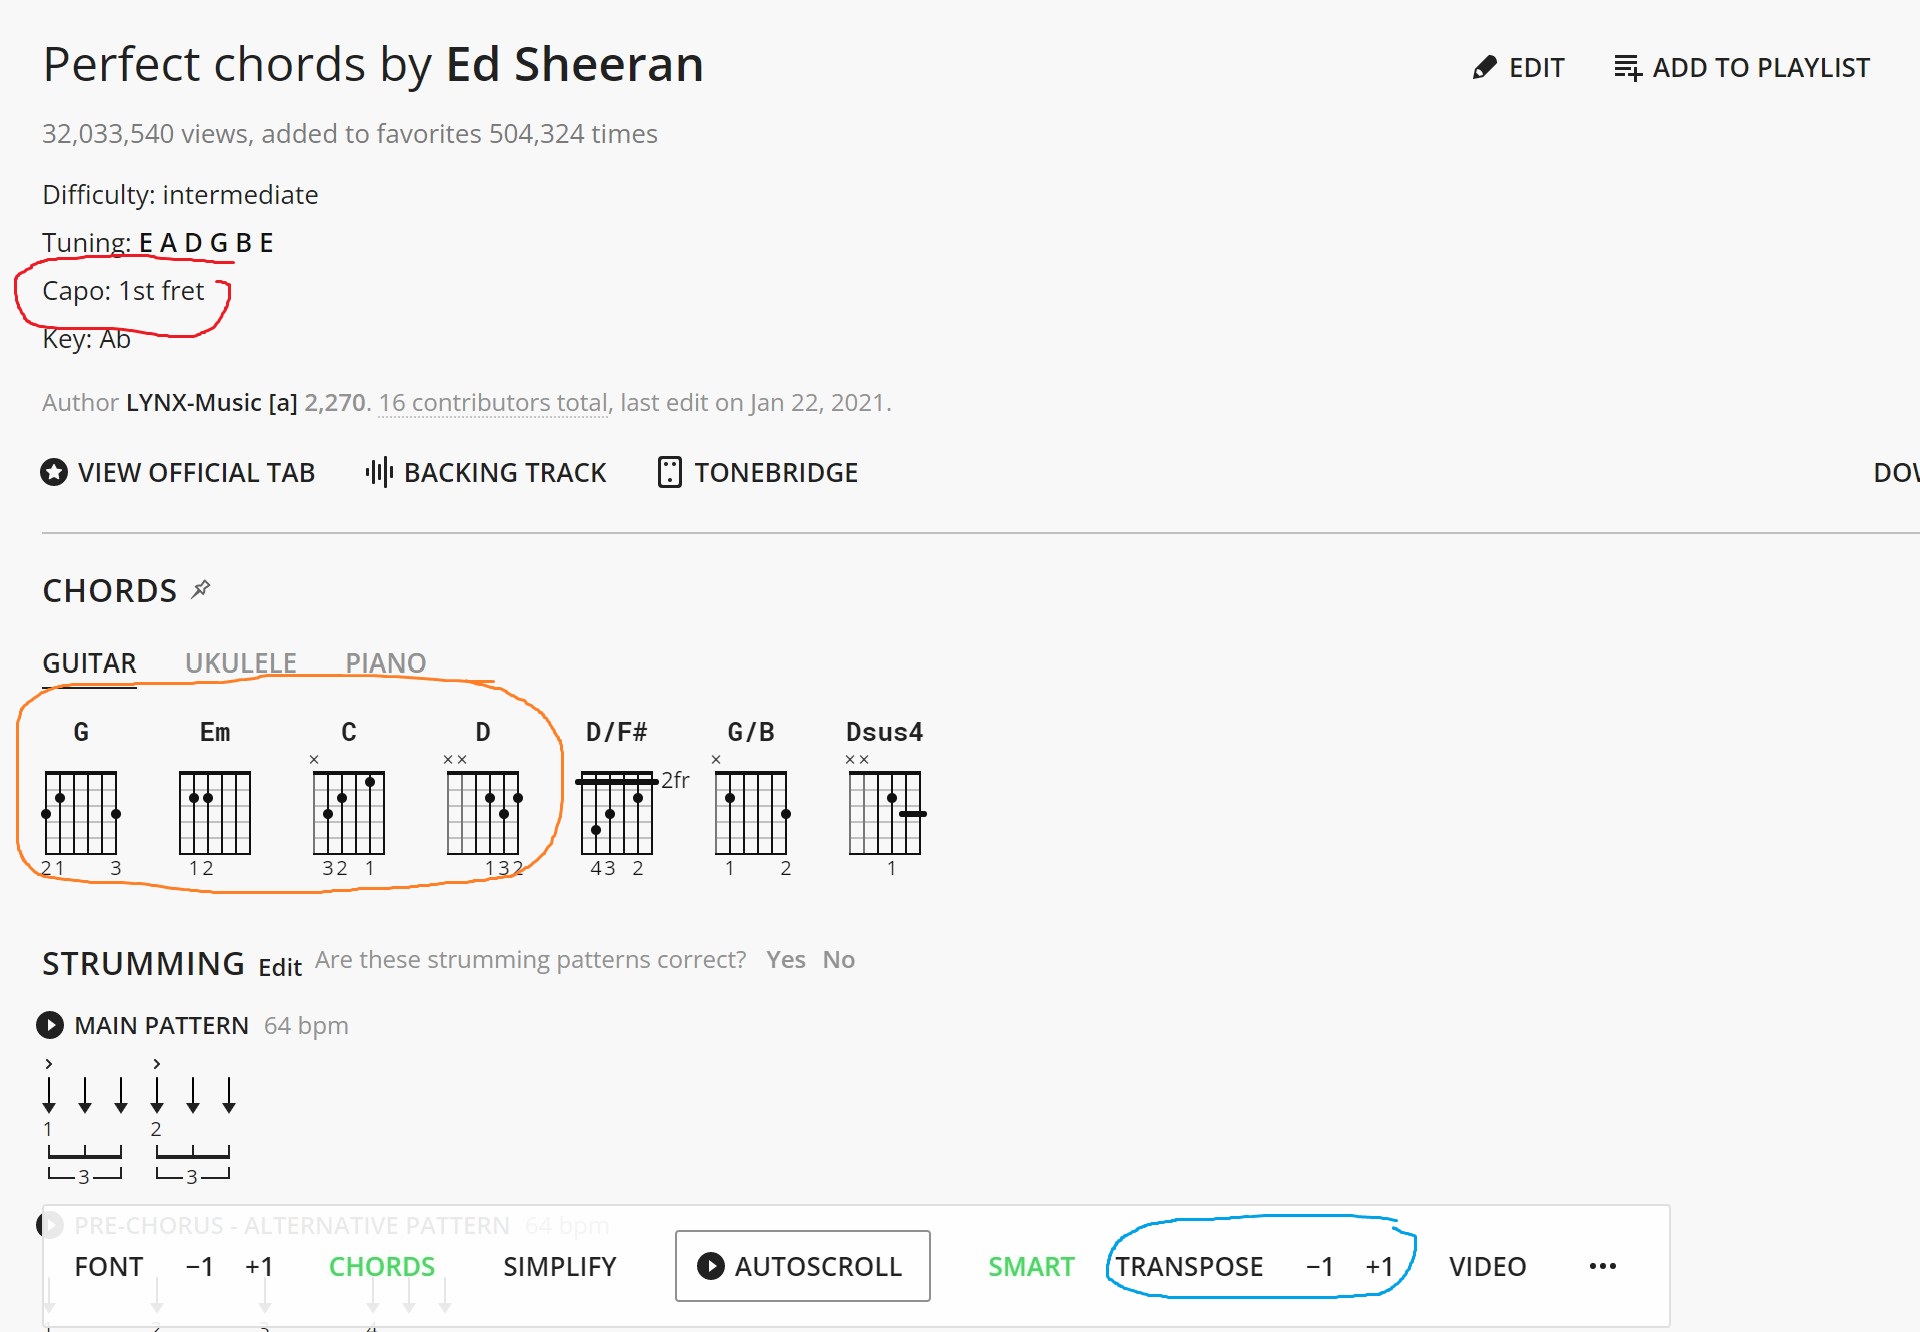 Perfect chords by Ed Sheeran
EDIT
ADD TO PLAYLIST
32,033,540 views, added to favorites 504,324 times
Difficulty: intermediate
Tuning: E A D G B E
Capo: 1st fret
Key: Ab
Author LYNX-Music [a] 2,270. 16 contributors total, last edit on Jan 22, 2021.
VIEW OFFICIAL TAB
BACKING TRACK
TONEBRIDGE
DOW
CHORDS
GUITAR UKULELE PIANO
G Em C D D/F# G/B Dsus4
× ×× × ××
2fr
21 3 12 32 1 132 43 2 1 2 1
STRUMMING Edit Are these strumming patterns correct? Yes No
MAIN PATTERN 64 bpm
> >
1 2
3 3
PRE-CHORUS - ALTERNATIVE PATTERN 64 bpm
FONT −1 +1 CHORDS SIMPLIFY AUTOSCROLL SMART TRANSPOSE −1 +1 VIDEO •••
1 2 3 4